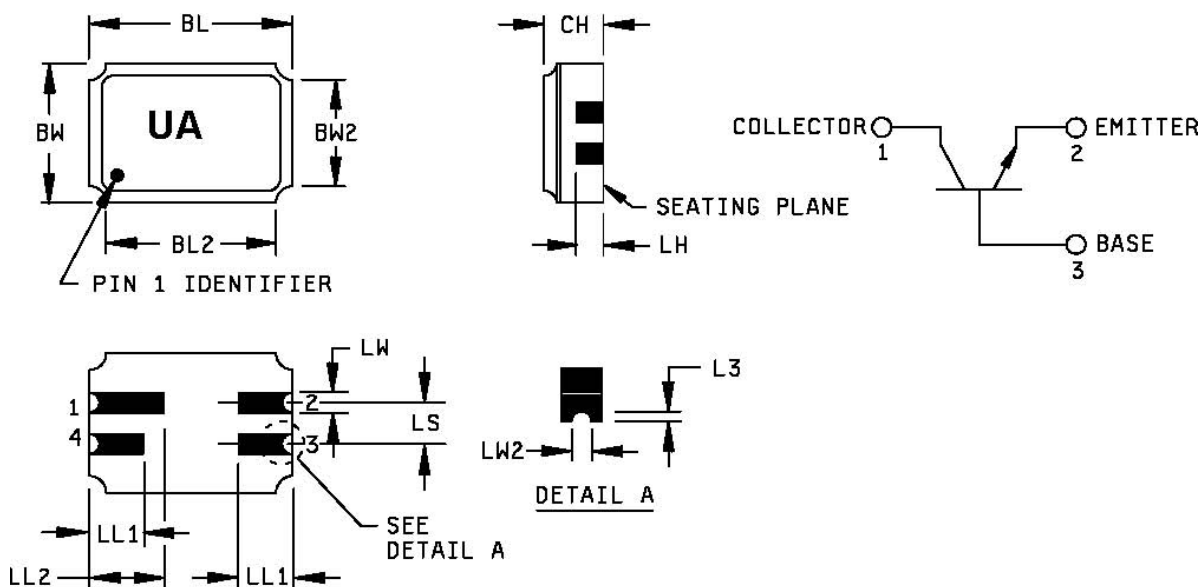 BL
CH
BW
UA
BW2
COLLECTOR
1
EMITTER
2
SEATING PLANE
BL2
LH
BASE
3
PIN 1 IDENTIFIER
LW
L3
1
2
LS
4
3
LW2
DETAIL A
LL1
SEE
DETAIL A
LL2
LL1